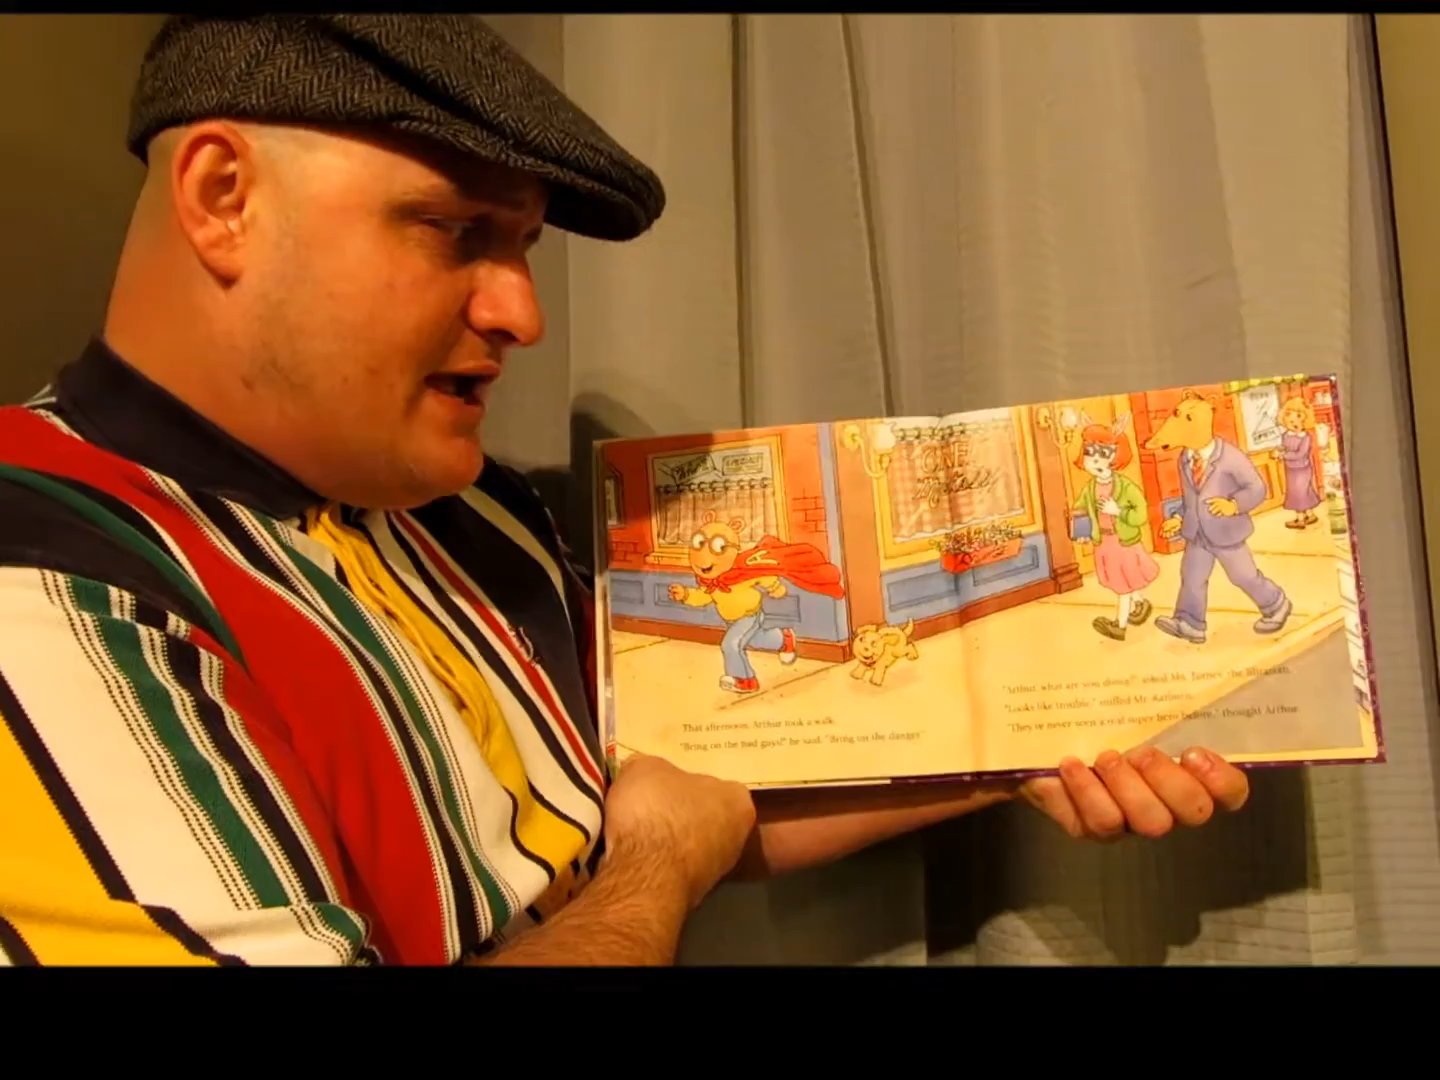 SPECIALS
ONE
That afternoon, Arthur took a walk.
"Bring on the bad guys!" he said. "Bring on the danger."
"Arthur, what are you doing?" asked Ms. Turner, the librarian.
"Looks like trouble," sniffed Mr. Ratburn.
"They've never seen a real super hero before," thought Arthur.